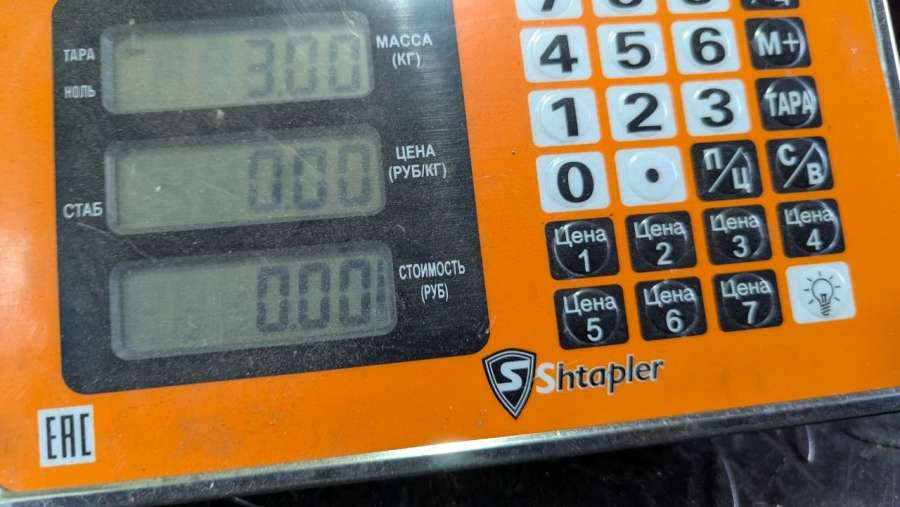 ТАРА
НОЛЬ
3.00
МАССА
(КГ)
СТАБ
0.00
ЦЕНА
(РУБ/КГ)
0.00
СТОИМОСТЬ
(РУБ)
4 5 6 М+
1 2 3 ТАРА
0 . П/Ц С/В
Цена 1
Цена 2
Цена 3
Цена 4
Цена 5
Цена 6
Цена 7
S Shtapler
EAC